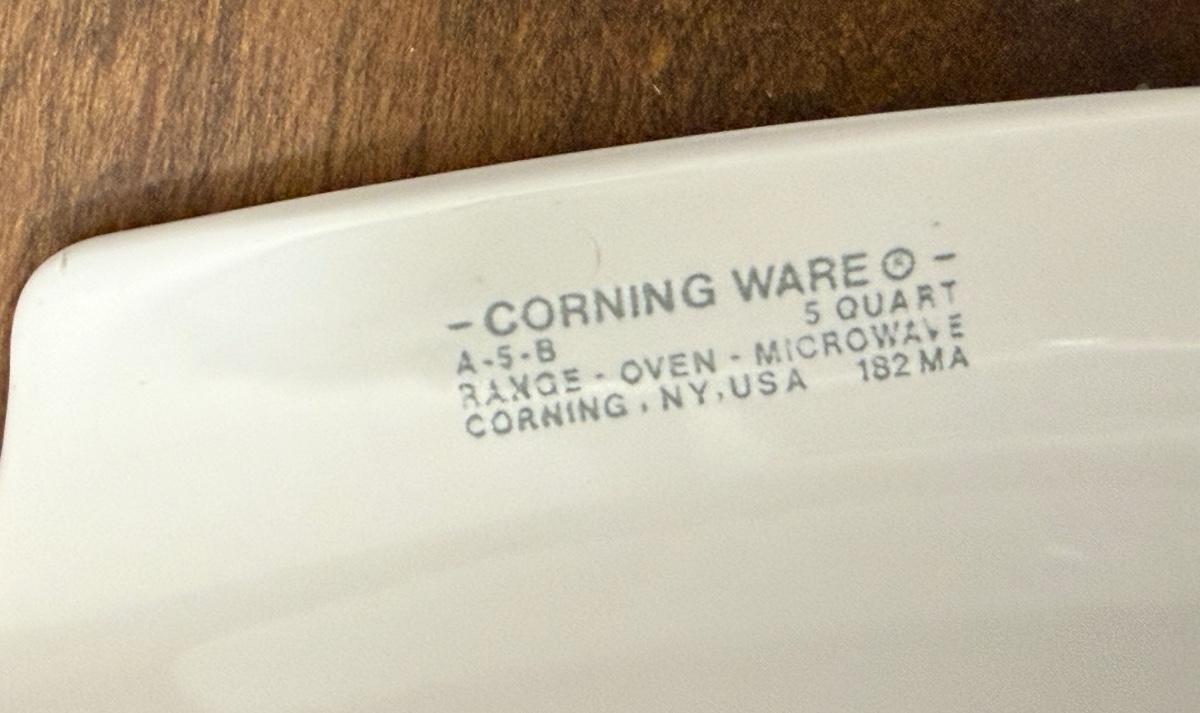 - CORNING WARE ® -
A-5-B 5 QUART
RANGE - OVEN - MICROWAVE
CORNING, NY, USA 182 MA